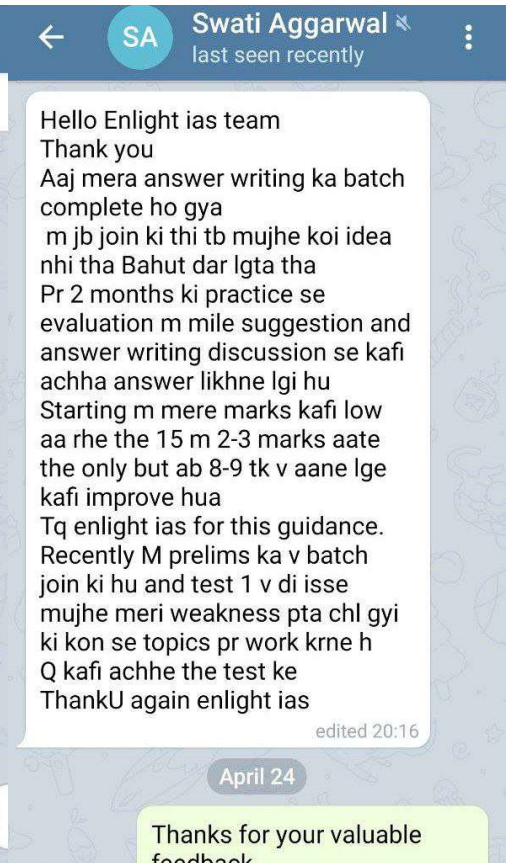 SA
Swati Aggarwal
last seen recently
Hello Enlight ias team
Thank you
Aaj mera answer writing ka batch
complete ho gya
m jb join ki thi tb mujhe koi idea
nhi tha Bahut dar lgta tha
Pr 2 months ki practice se
evaluation m mile suggestion and
answer writing discussion se kafi
achha answer likhne lgi hu
Starting m mere marks kafi low
aa rhe the 15 m 2-3 marks aate
the only but ab 8-9 tk v aane lge
kafi improve hua
Tq enlight ias for this guidance.
Recently M prelims ka v batch
join ki hu and test 1 v di isse
mujhe meri weakness pta chl gyi
ki kon se topics pr work krne h
Q kafi achhe the test ke
ThankU again enlight ias
edited 20:16
April 24
Thanks for your valuable
feedback